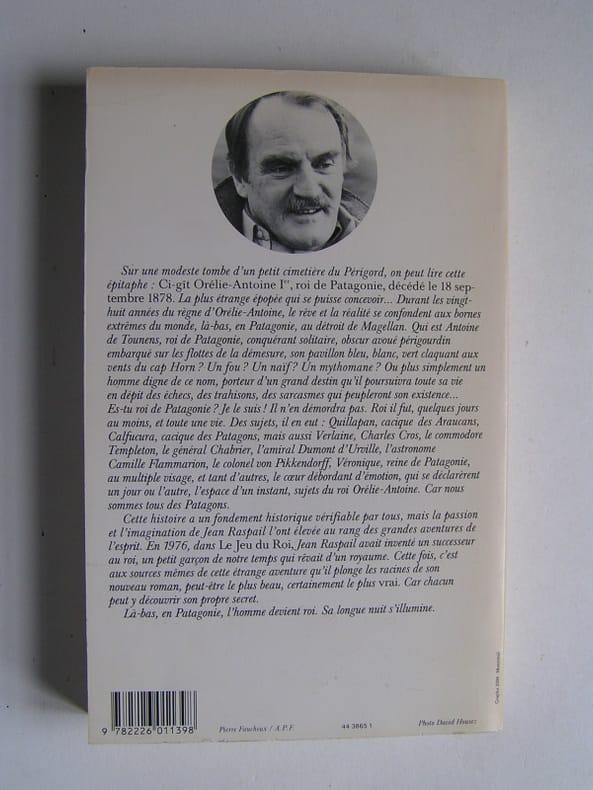 Sur une modeste tombe d'un petit cimetière du Périgord, on peut lire cette
épitaphe : Ci-gît Orélie-Antoine Ier, roi de Patagonie, décédé le 18 sep-
tembre 1878. La plus étrange épopée qui se puisse concevoir... Durant les vingt-
huit années du règne d'Orélie-Antoine, le rêve et la réalité se confondent aux bornes
extrêmes du monde, là-bas, en Patagonie, au détroit de Magellan. Qui est Antoine
de Tounens, roi de Patagonie, conquérant solitaire, obscur avoué périgourdin
embarqué sur les flottes de la démesure, son pavillon bleu, blanc, vert claquant aux
vents du cap Horn ? Un fou ? Un naïf ? Un mythomane ? Ou plus simplement un
homme digne de ce nom, porteur d'un grand destin qu'il poursuivra toute sa vie
en dépit des échecs, des trahisons, des sarcasmes qui peupleront son existence...
Es-tu roi de Patagonie ? Je le suis ! Il n'en démordra pas. Roi il fut, quelques jours
au moins, et toute une vie. Des sujets, il en eut : Quillapan, cacique des Araucans,
Calfucura, cacique des Patagons, mais aussi Verlaine, Charles Cros, le commodore
Templeton, le général Chabrier, l'amiral Dumont d'Urville, l'astronome
Camille Flammarion, le colonel von Pikkendorff, Véronique, reine de Patagonie,
au multiple visage, et tant d'autres, le cœur débordant d'émotion, qui se déclarèrent
un jour ou l'autre, l'espace d'un instant, sujets du roi Orélie-Antoine. Car nous
sommes tous des Patagons.
Cette histoire a un fondement historique vérifiable par tous, mais la passion
et l'imagination de Jean Raspail l'ont élevée au rang des grandes aventures de
l'esprit. En 1976, dans Le Jeu du Roi, Jean Raspail avait inventé un successeur
au roi, un petit garçon de notre temps qui rêvait d'un royaume. Cette fois, c'est
aux sources mêmes de cette étrange aventure qu'il plonge les racines de son
nouveau roman, peut-être le plus beau, certainement le plus vrai. Car chacun
peut y découvrir son propre secret.
Là-bas, en Patagonie, l'homme devient roi. Sa longue nuit s'illumine.
9 782226 011398
Pierre Faucheux / A.P.F.
44 3865 1
Photo David